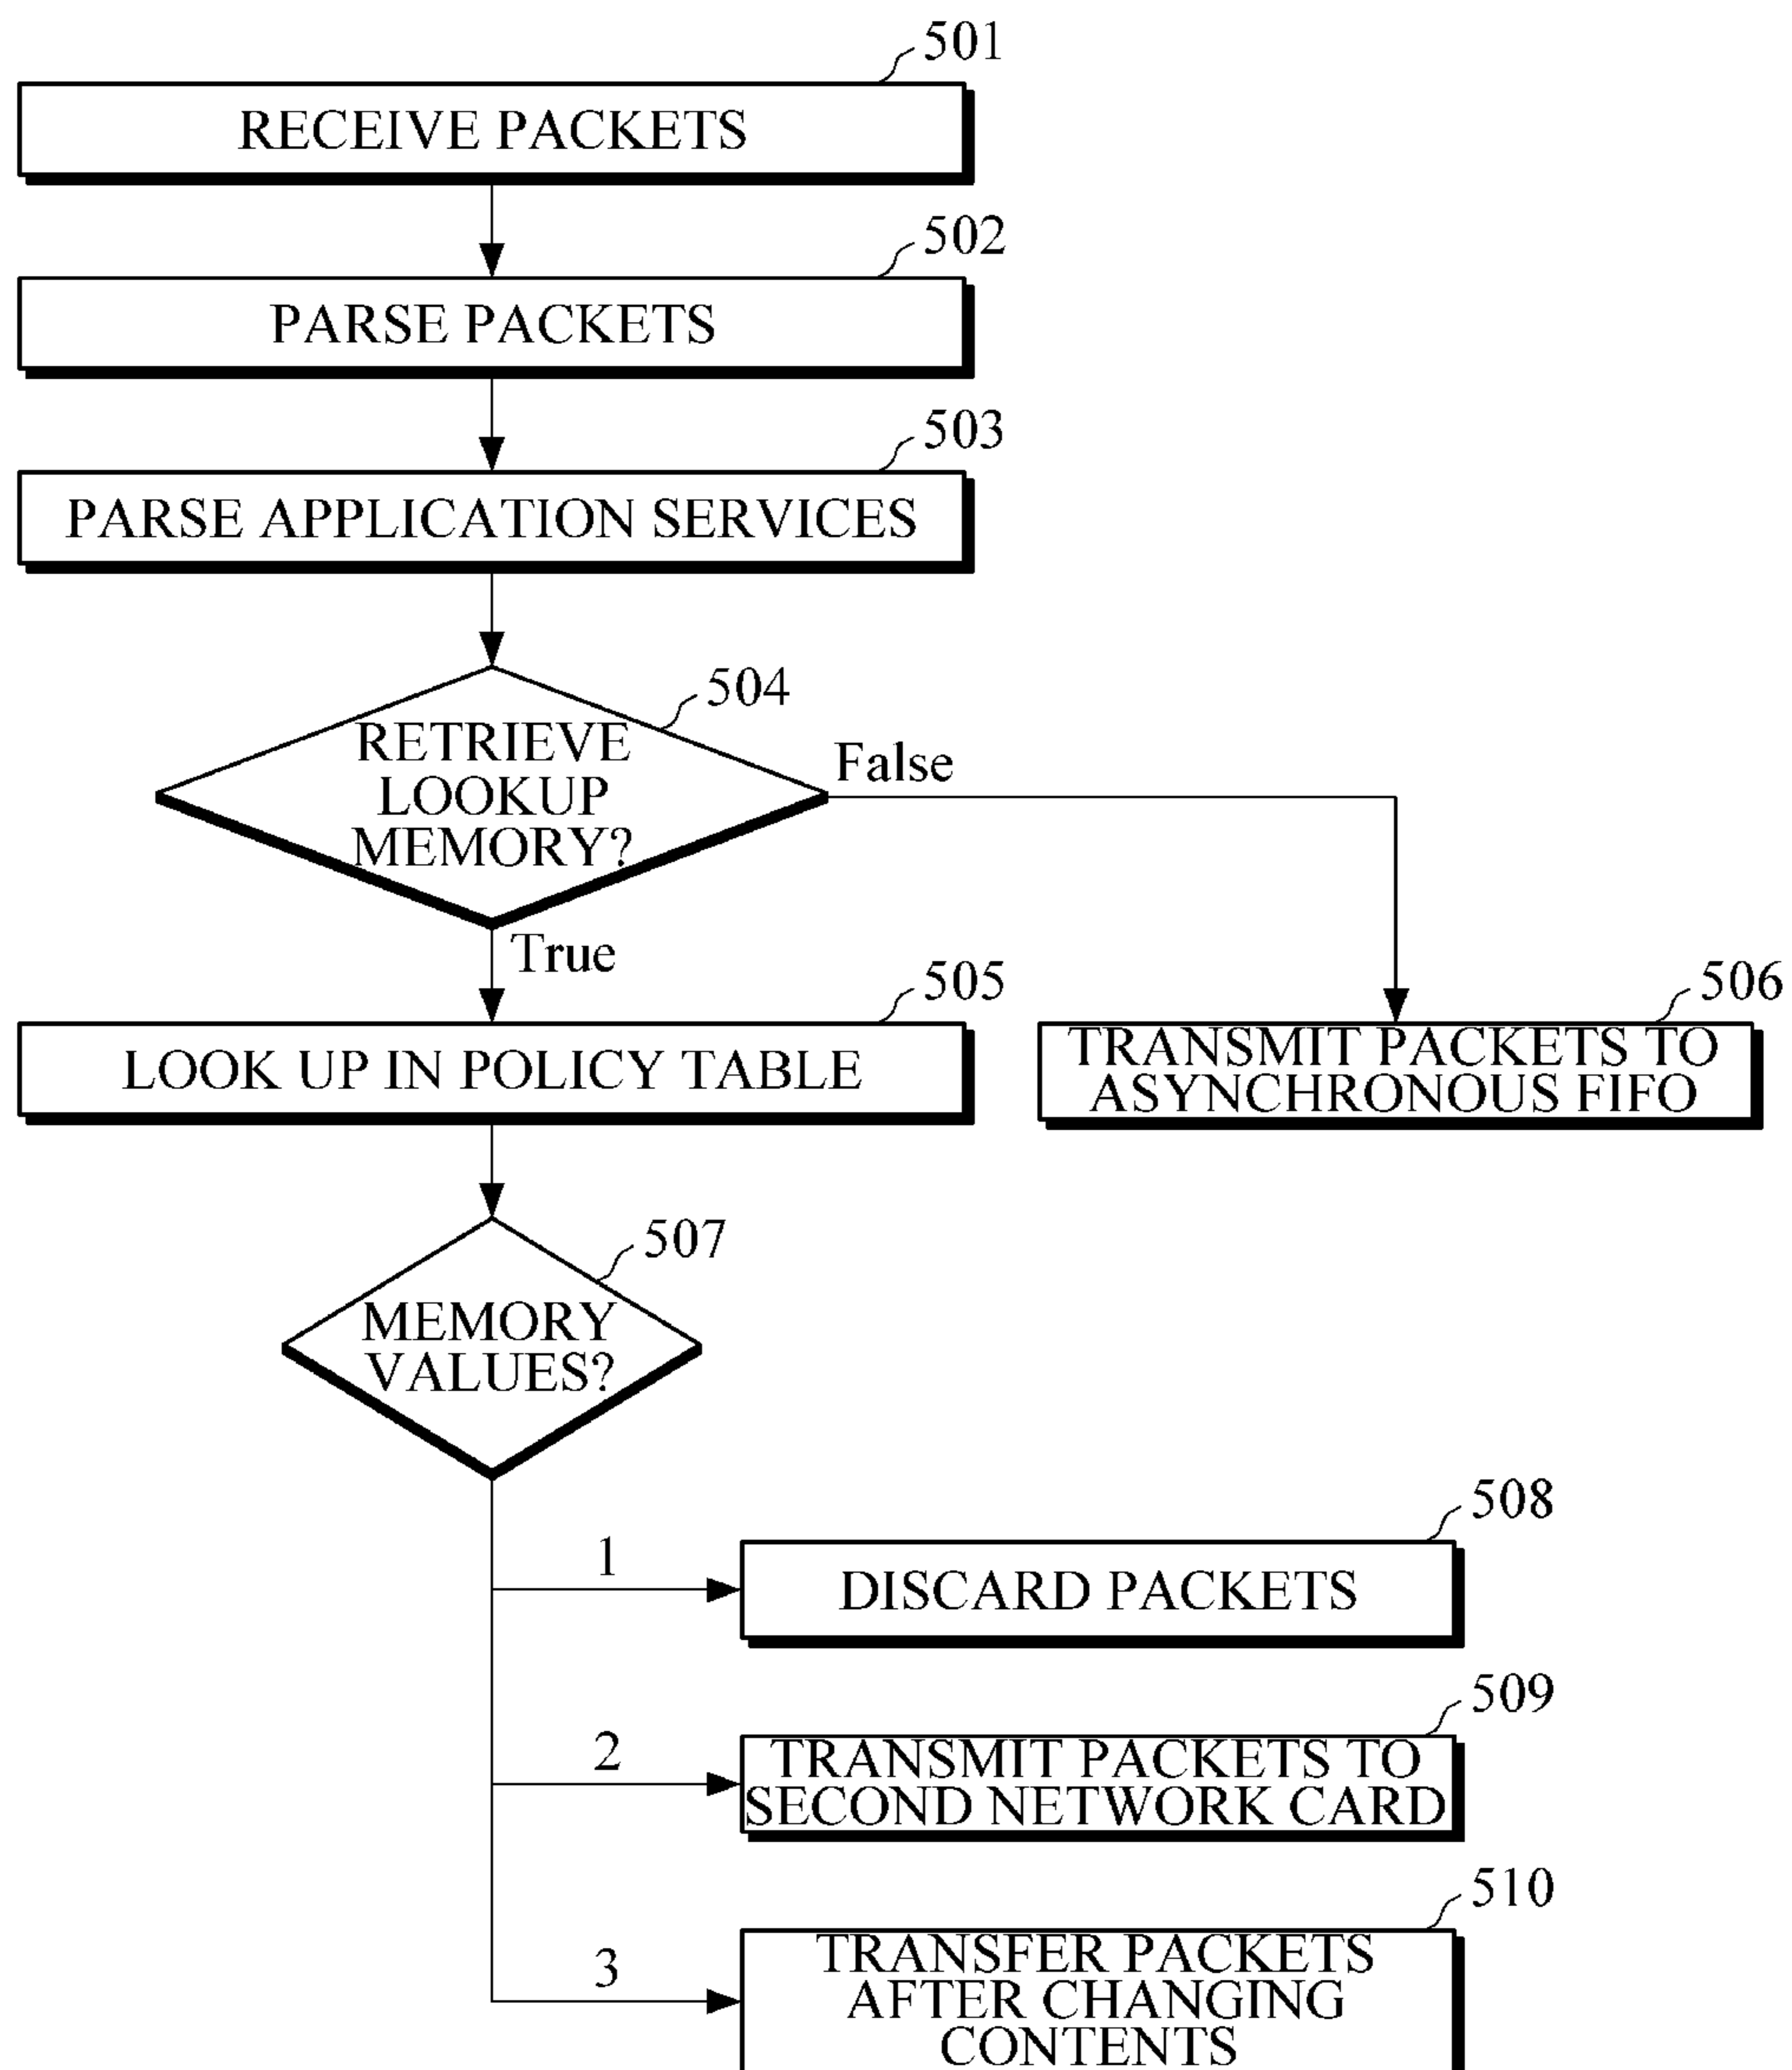 501
RECEIVE PACKETS
502
PARSE PACKETS
503
PARSE APPLICATION SERVICES
504
RETRIEVE
LOOKUP
MEMORY?
False
True
505
LOOK UP IN POLICY TABLE
506
TRANSMIT PACKETS TO
ASYNCHRONOUS FIFO
507
MEMORY
VALUES?
508
1
DISCARD PACKETS
509
2
TRANSMIT PACKETS TO
SECOND NETWORK CARD
510
3
TRANSFER PACKETS
AFTER CHANGING
CONTENTS